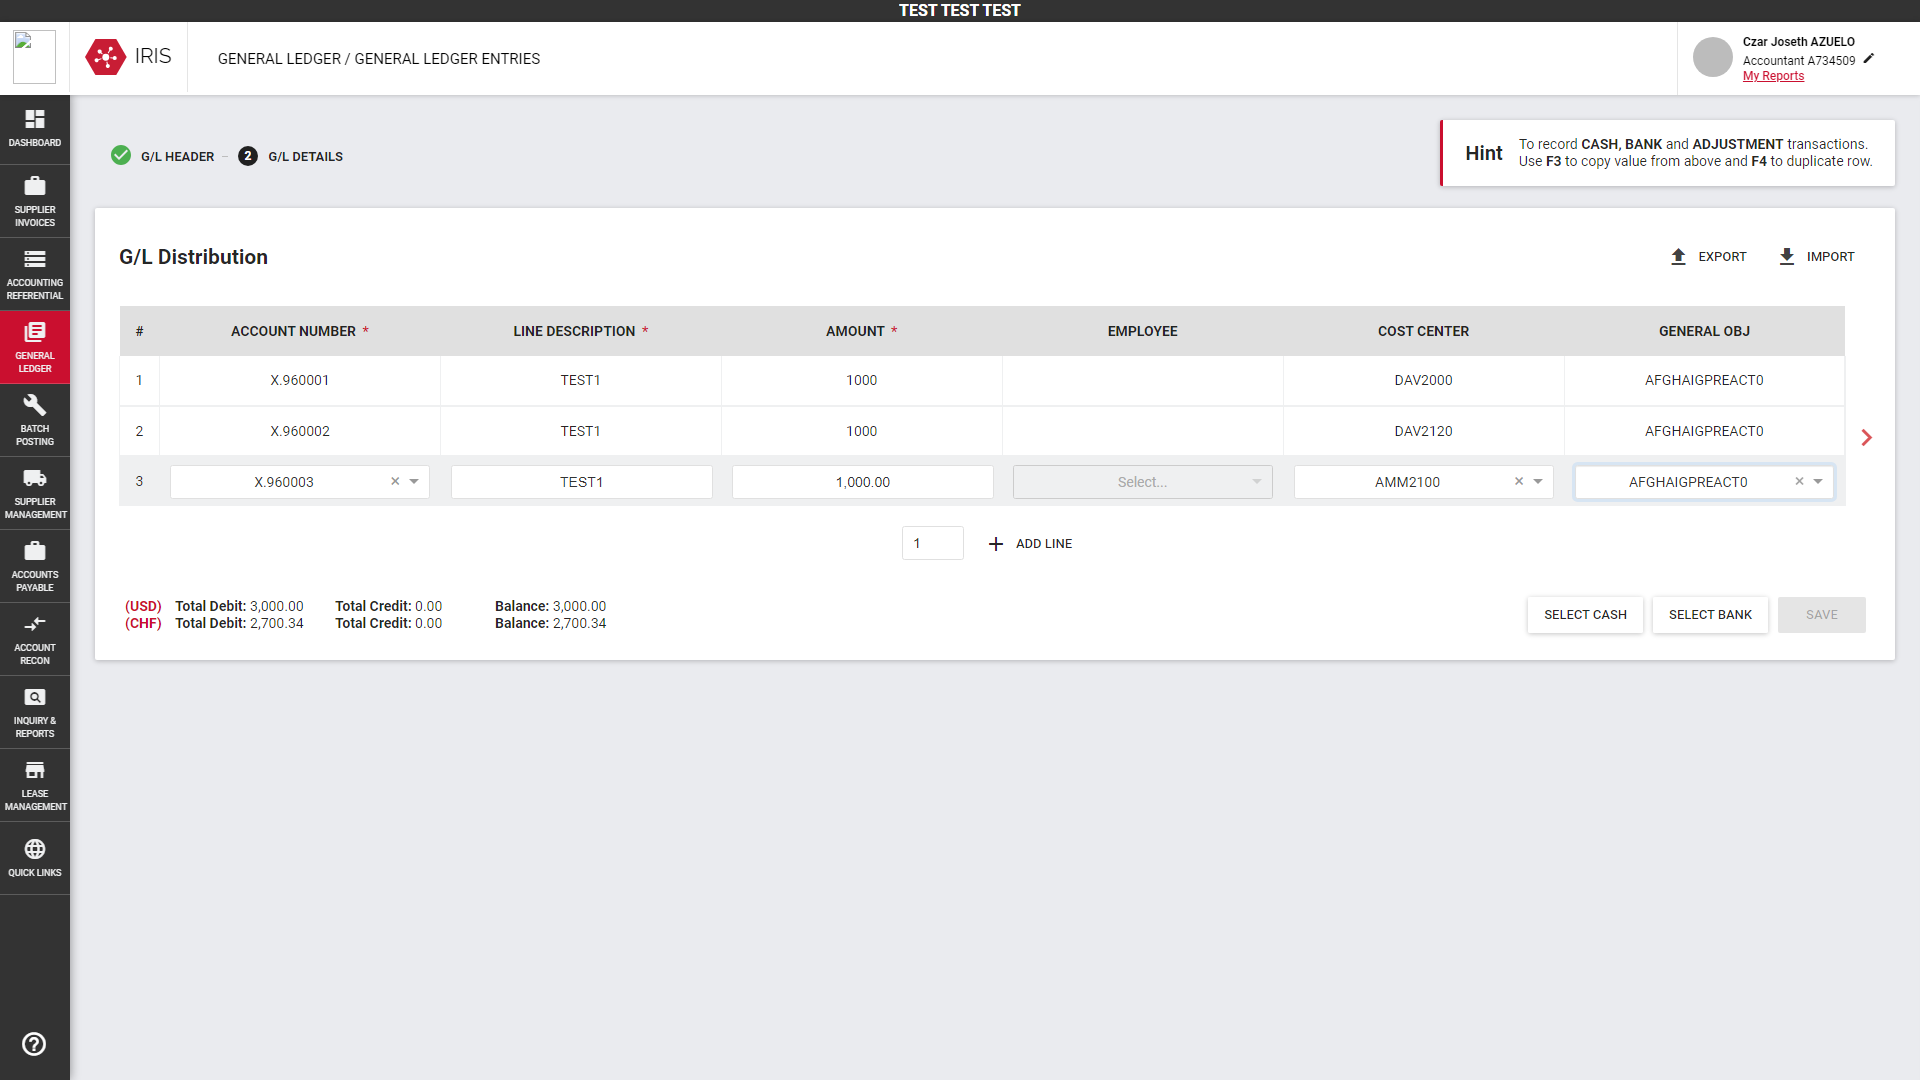 TEST TEST TEST
IRIS
GENERAL LEDGER / GENERAL LEDGER ENTRIES
Czar Joseth AZUELO
Accountant A734509
My Reports
DASHBOARD
SUPPLIER
INVOICES
ACCOUNTING
REFERENTIAL
GENERAL
LEDGER
BATCH
POSTING
SUPPLIER
MANAGEMENT
ACCOUNTS
PAYABLE
ACCOUNT
RECON
INQUIRY &
REPORTS
LEASE
MANAGEMENT
QUICK LINKS
G/L HEADER – 2 G/L DETAILS
Hint
To record CASH, BANK and ADJUSTMENT transactions.
Use F3 to copy value from above and F4 to duplicate row.
G/L Distribution
EXPORT IMPORT
# ACCOUNT NUMBER * LINE DESCRIPTION * AMOUNT * EMPLOYEE COST CENTER GENERAL OBJ
1 X.960001 TEST1 1000 DAV2000 AFGHAIGPREACT0
2 X.960002 TEST1 1000 DAV2120 AFGHAIGPREACT0
3 X.960003 × TEST1 1,000.00 Select... AMM2100 × AFGHAIGPREACT0 ×
1 + ADD LINE
(USD) Total Debit: 3,000.00 Total Credit: 0.00 Balance: 3,000.00
(CHF) Total Debit: 2,700.34 Total Credit: 0.00 Balance: 2,700.34
SELECT CASH SELECT BANK SAVE